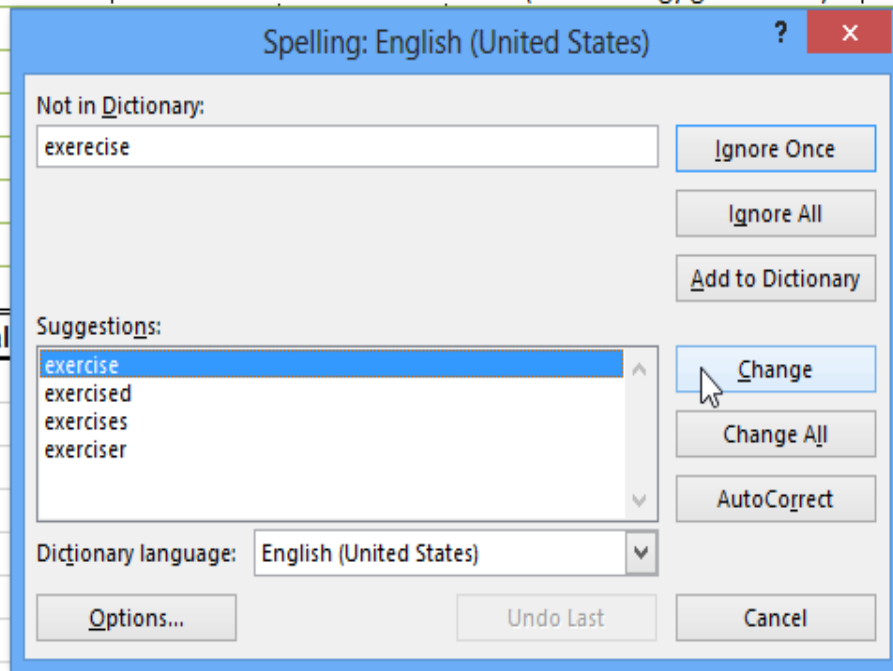 Spelling: English (United States)
?
Not in Dictionary:
exerecise
Ignore Once
Ignore All
Add to Dictionary
Suggestions:
exercise
exercised
exercises
exerciser
Change
Change All
AutoCorrect
Dictionary language:
English (United States)
Options...
Undo Last
Cancel